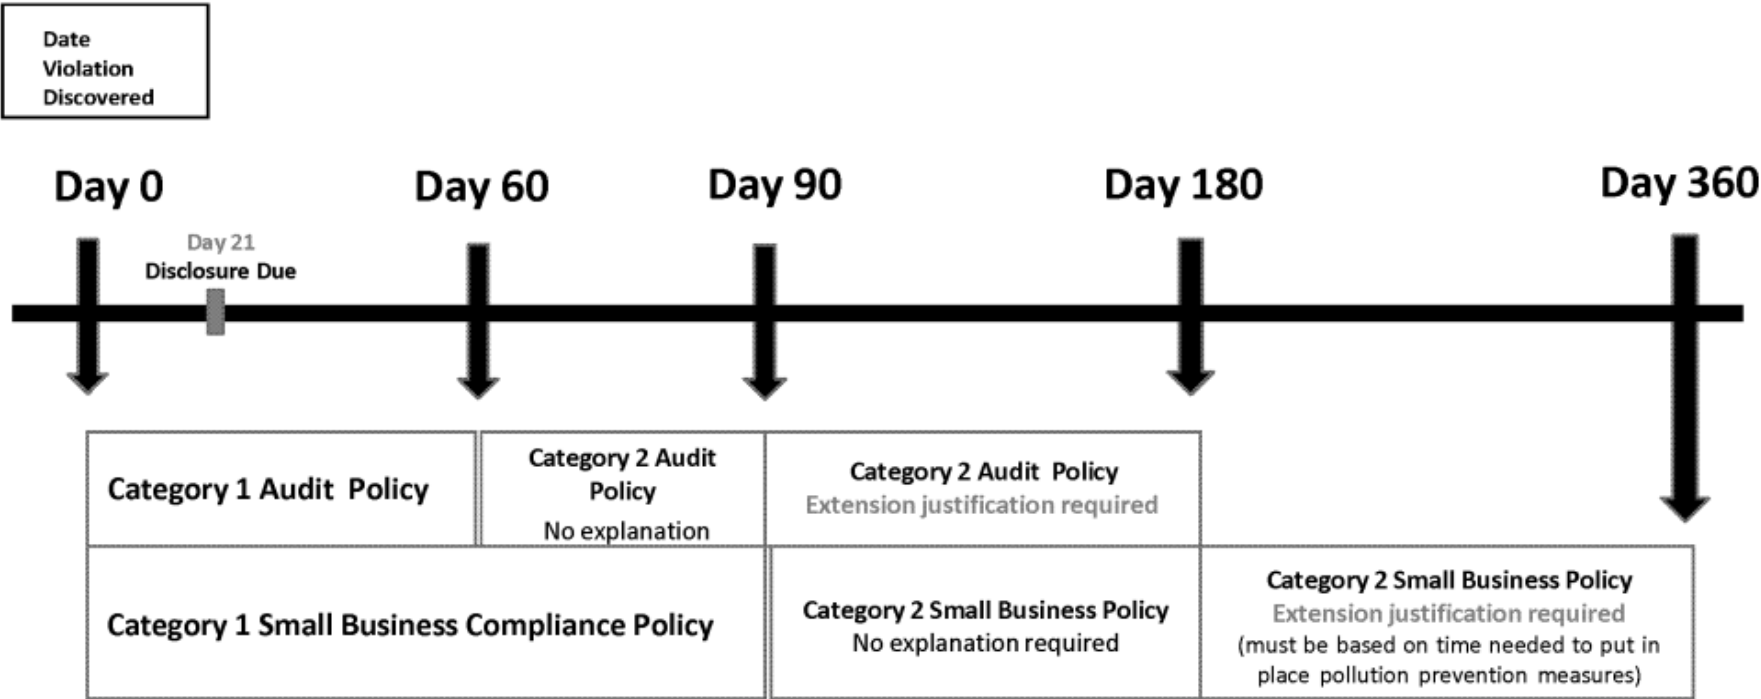 Date
Violation
Discovered
Day 0
Day 60
Day 90
Day 180
Day 360
Day 21
Disclosure Due
Category 1 Audit Policy
Category 2 Audit
Policy
No explanation
Category 2 Audit Policy
Extension justification required
Category 1 Small Business Compliance Policy
Category 2 Small Business Policy
No explanation required
Category 2 Small Business Policy
Extension justification required
(must be based on time needed to put in
place pollution prevention measures)